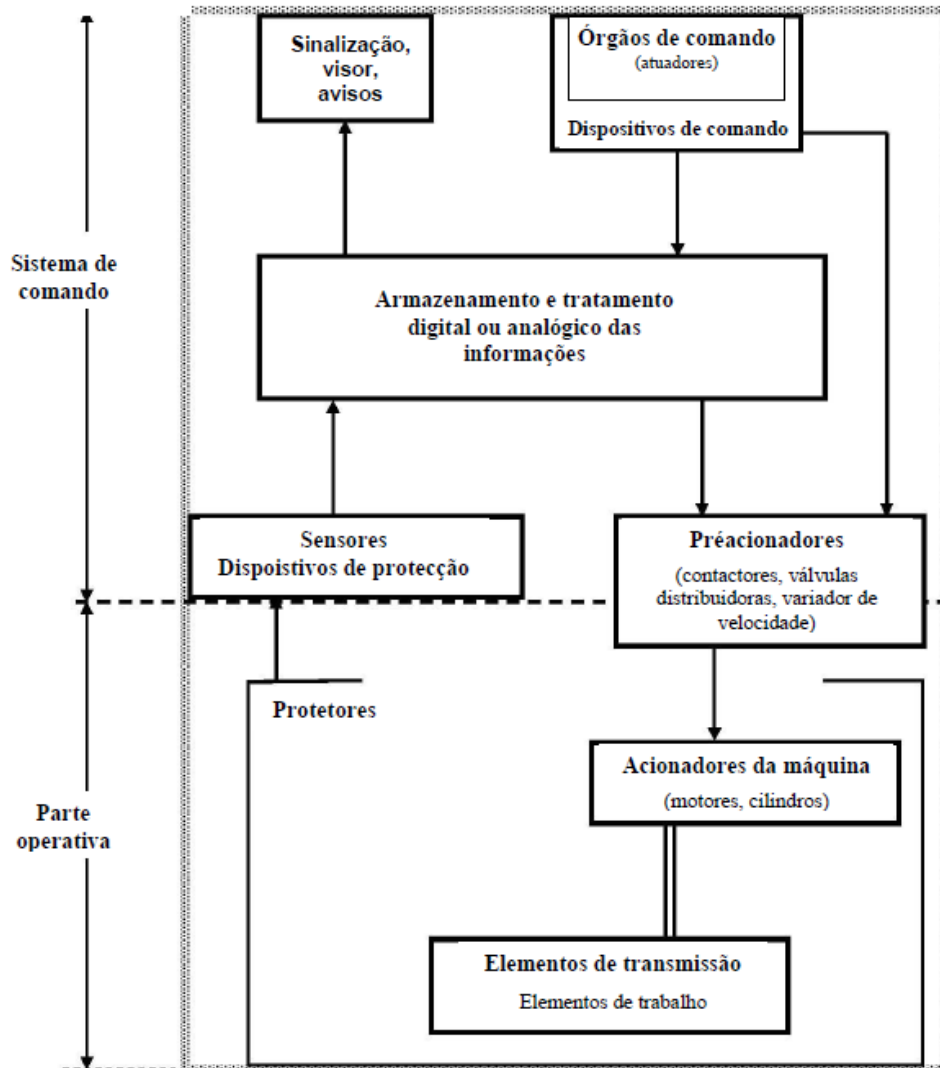 Sinalização,
visor,
avisos
Órgãos de comando
(atuadores)
Dispositivos de comando
Sistema de
comando
Armazenamento e tratamento
digital ou analógico das
informações
Sensores
Dispoistivos de protecção
Préacionadores
(contactores, válvulas
distribuidoras, variador de
velocidade)
Protetores
Acionadores da máquina
(motores, cilindros)
Parte
operativa
Elementos de transmissão
Elementos de trabalho